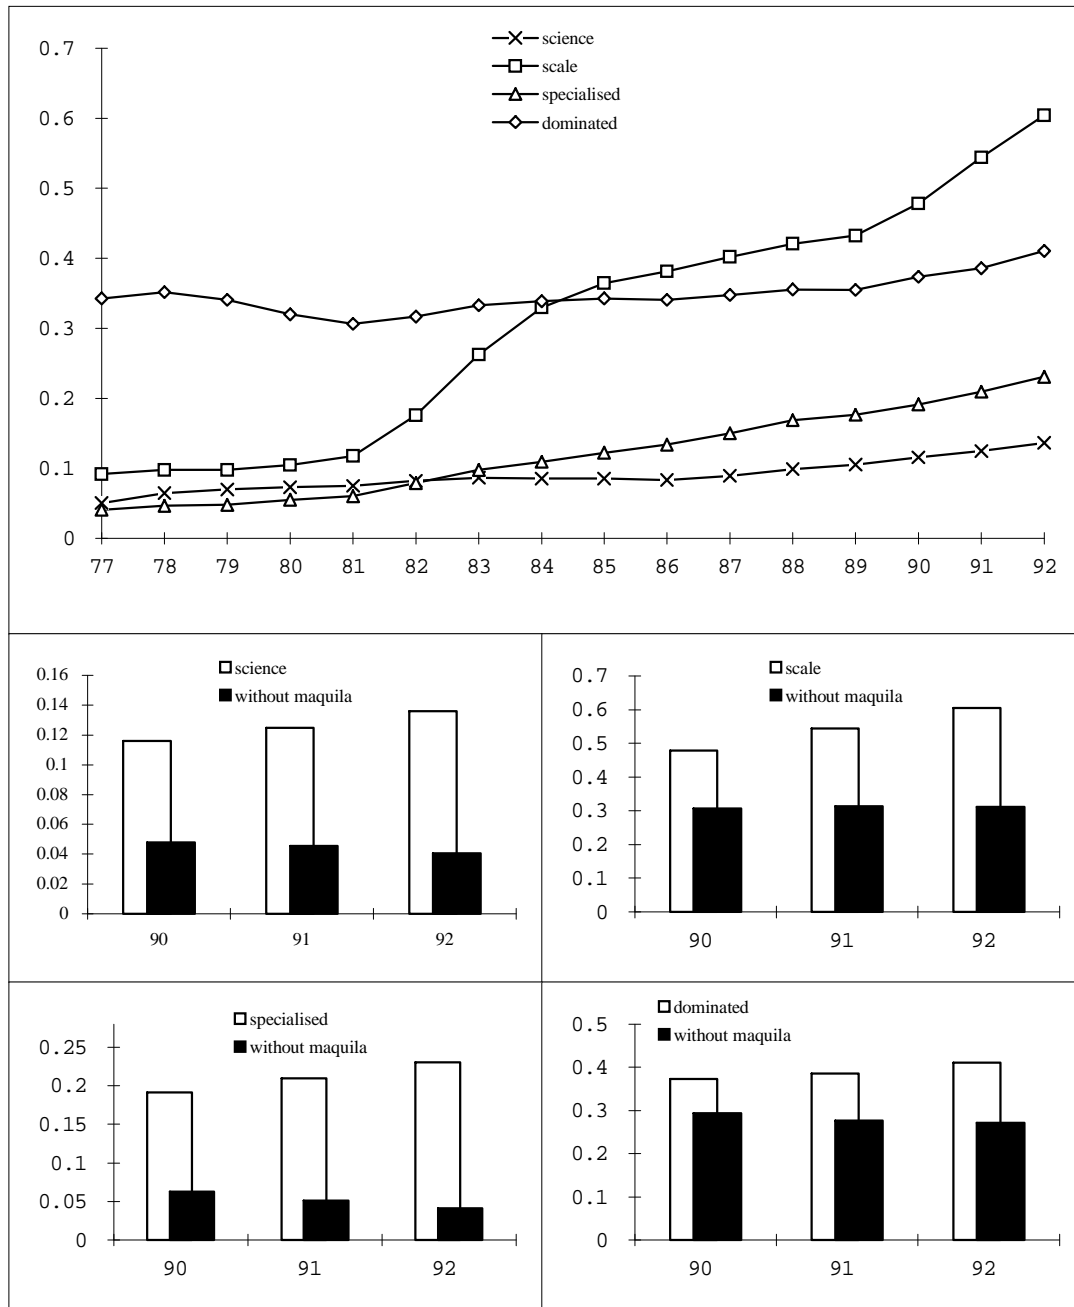 science
scale
specialised
dominated
0.7
0.6
0.5
0.4
0.3
0.2
0.1
0
77 78 79 80 81 82 83 84 85 86 87 88 89 90 91 92
science
without maquila
0.16
0.14
0.12
0.1
0.08
0.06
0.04
0.02
0
90 91 92
scale
without maquila
0.7
0.6
0.5
0.4
0.3
0.2
0.1
0
90 91 92
specialised
without maquila
0.25
0.2
0.15
0.1
0.05
0
90 91 92
dominated
without maquila
0.5
0.4
0.3
0.2
0.1
0
90 91 92